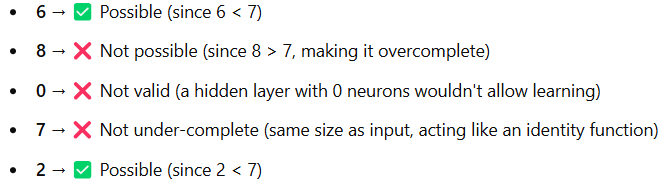 • 6 → ✅ Possible (since 6 < 7)
• 8 → ❌ Not possible (since 8 > 7, making it overcomplete)
• 0 → ❌ Not valid (a hidden layer with 0 neurons wouldn't allow learning)
• 7 → ❌ Not under-complete (same size as input, acting like an identity function)
• 2 → ✅ Possible (since 2 < 7)